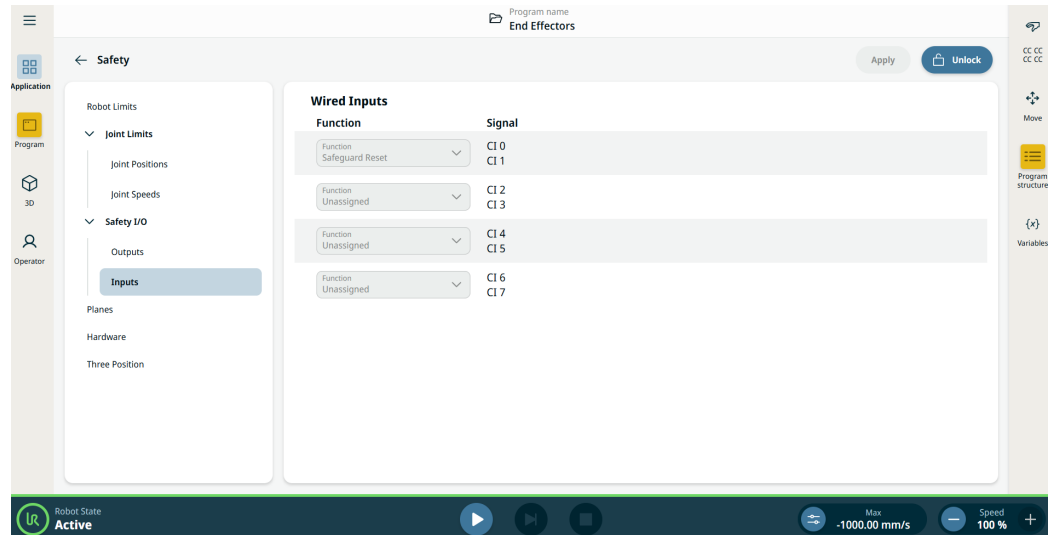 Program name
End Effectors
Application
Program
3D
Operator
Safety
Apply
Unlock
Robot Limits
Joint Limits
Joint Positions
Joint Speeds
Safety I/O
Outputs
Inputs
Planes
Hardware
Three Position
Wired Inputs
Function Signal
Function
Safeguard Reset
CI 0
CI 1
Function
Unassigned
CI 2
CI 3
Function
Unassigned
CI 4
CI 5
Function
Unassigned
CI 6
CI 7
CC CC
CC CC
Move
Program
structure
{x}
Variables
Robot State
Active
Max
-1000.00 mm/s
Speed
100 %